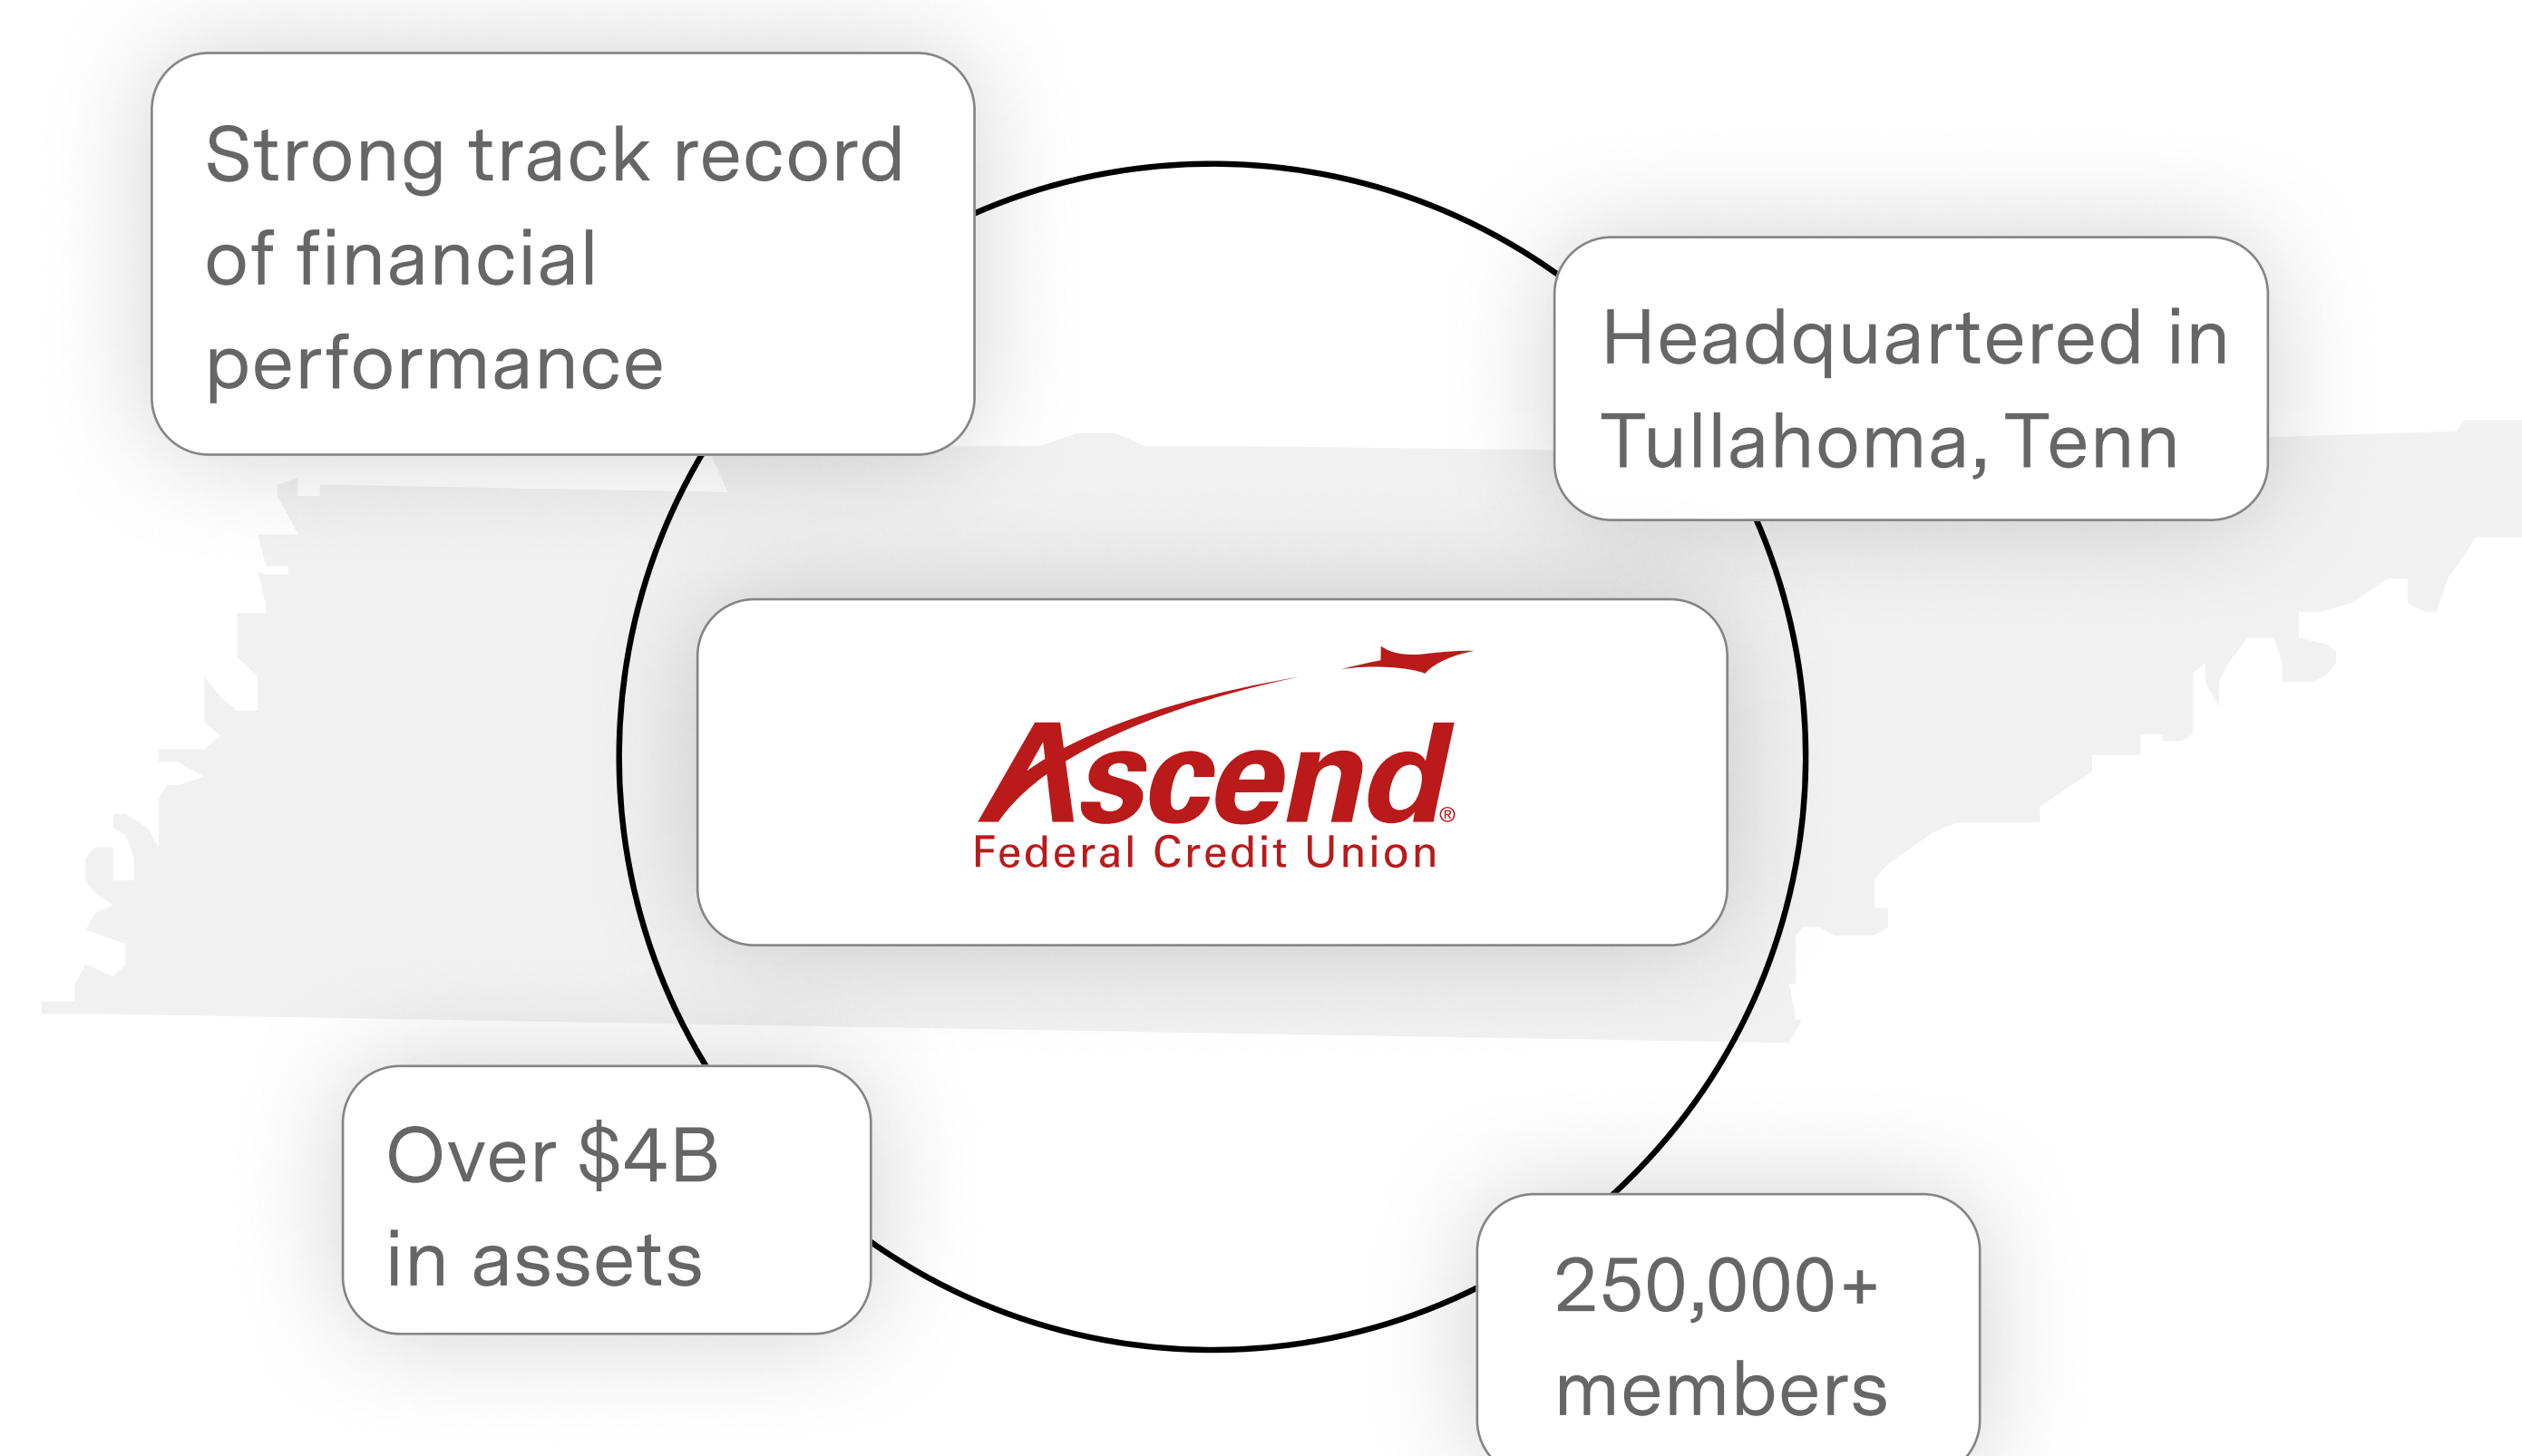 Strong track record
of financial
performance
Headquartered in
Tullahoma, Tenn
Ascend®
Federal Credit Union
Over $4B
in assets
250,000+
members